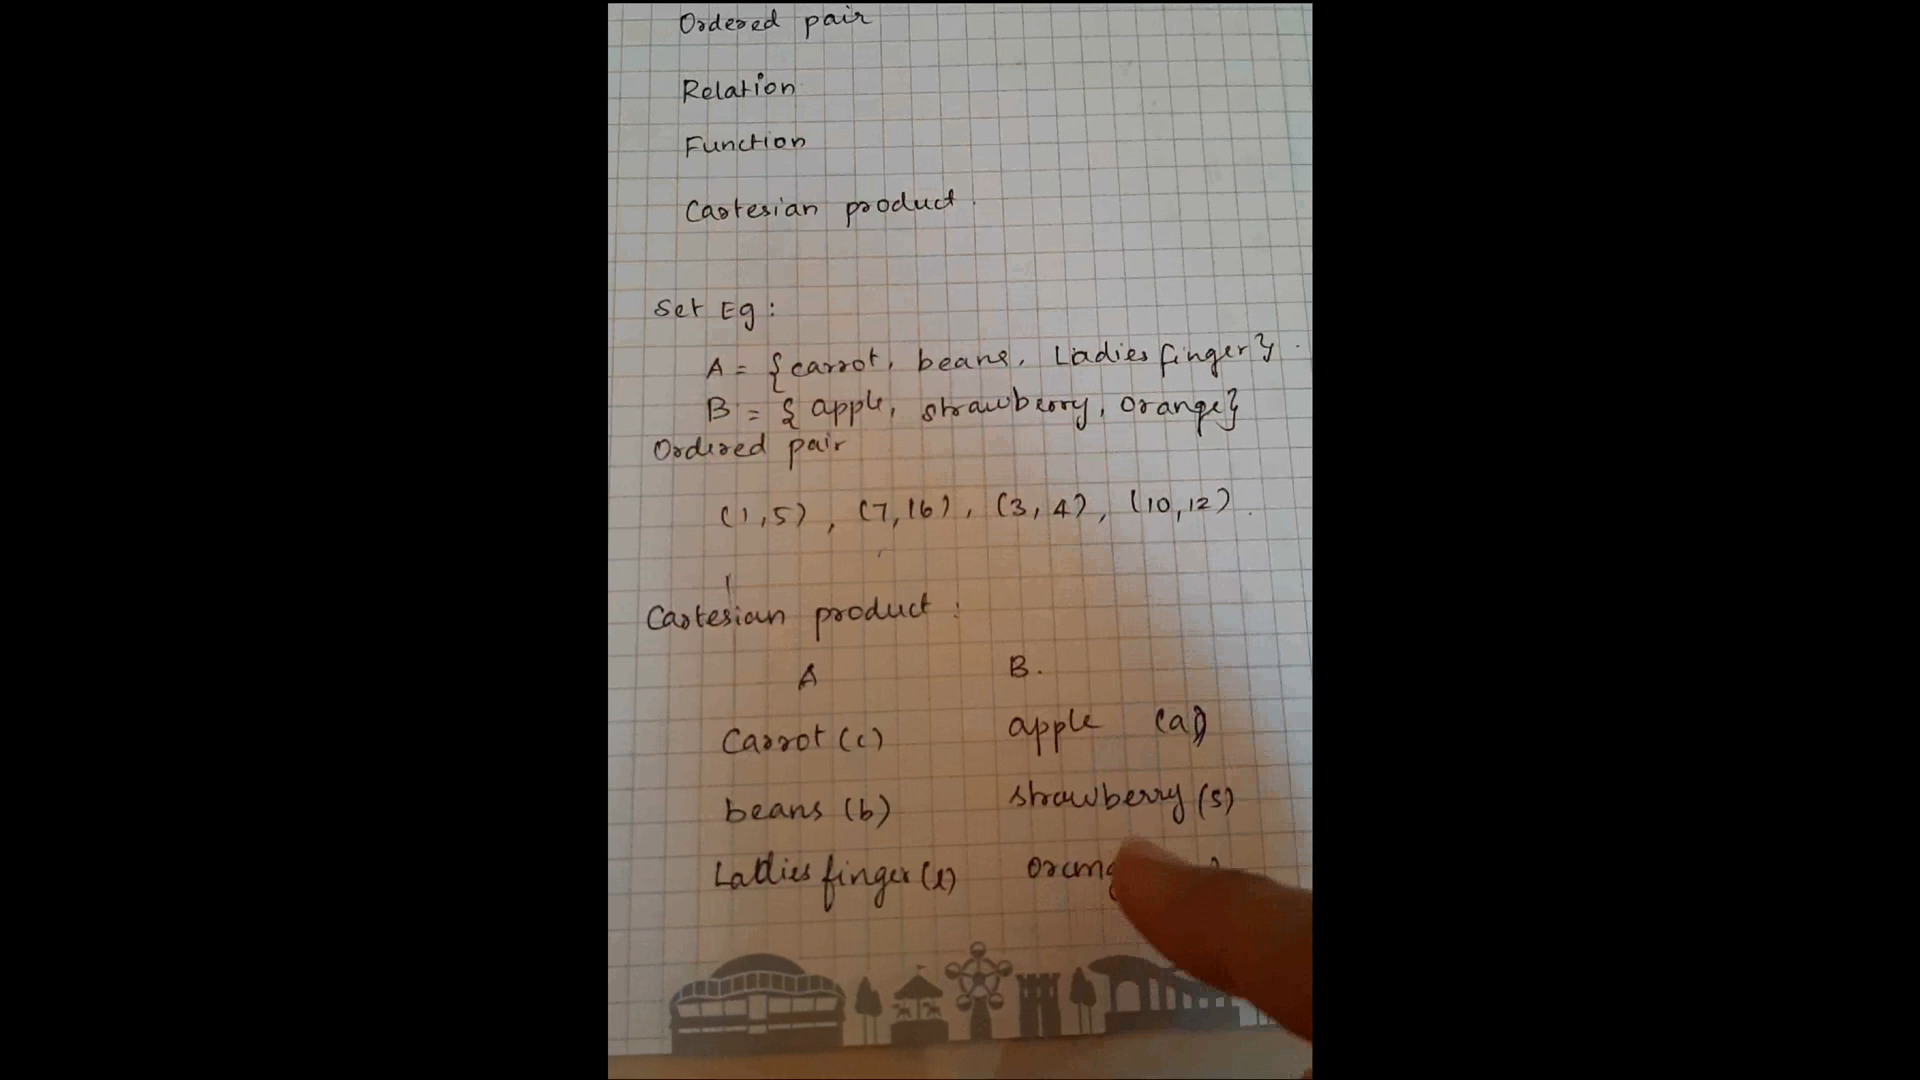 Ordered pair
Relation
Function
Cartesian product.
Set Eg:
A = {carrot, beans, Ladies finger}.
B = {apple, strawberry, orange}
Ordered pair
(1,5), (7,16), (3,4), (10,12).
Cartesian product:
A B.
Carrot (c) apple (a)
beans (b) strawberry (s)
Ladies finger (l)